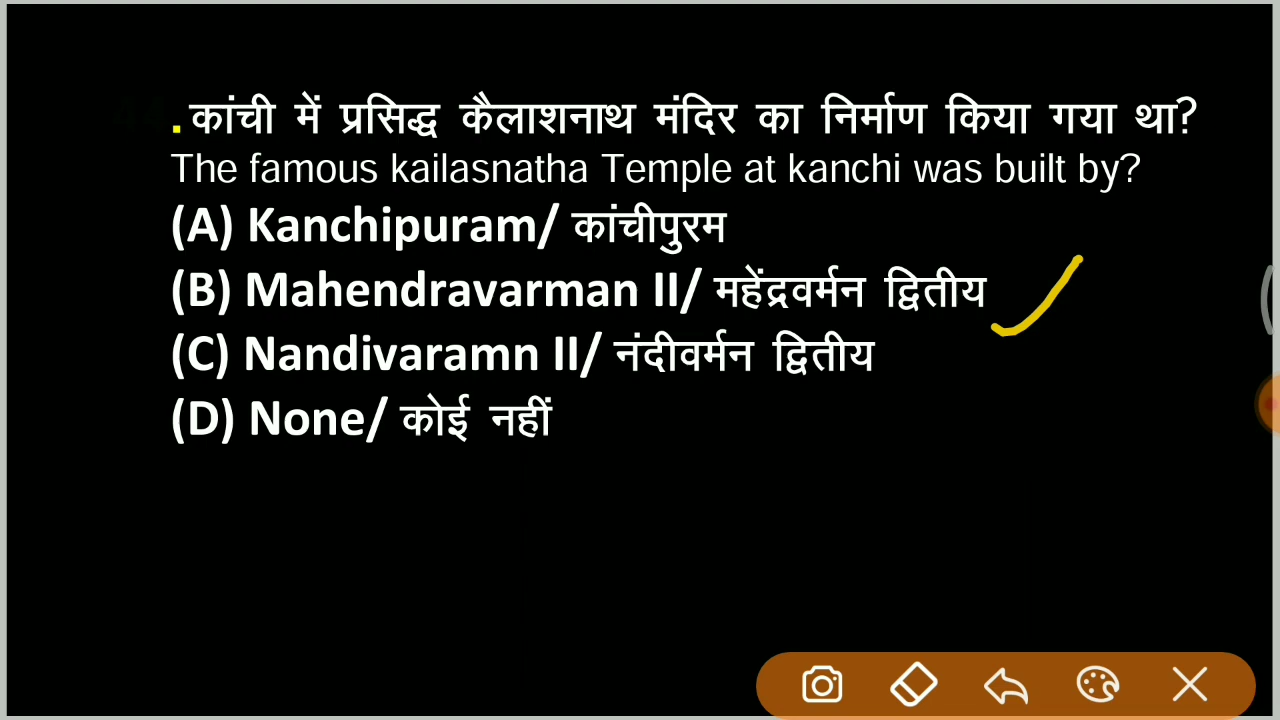 .कांची में प्रसिद्ध कैलाशनाथ मंदिर का निर्माण किया गया था?
The famous kailasnatha Temple at kanchi was built by?
(A) Kanchipuram/ कांचीपुरम
(B) Mahendravarman II/ महेंद्रवर्मन द्वितीय
(C) Nandivaramn II/ नंदीवर्मन द्वितीय
(D) None/ कोई नहीं